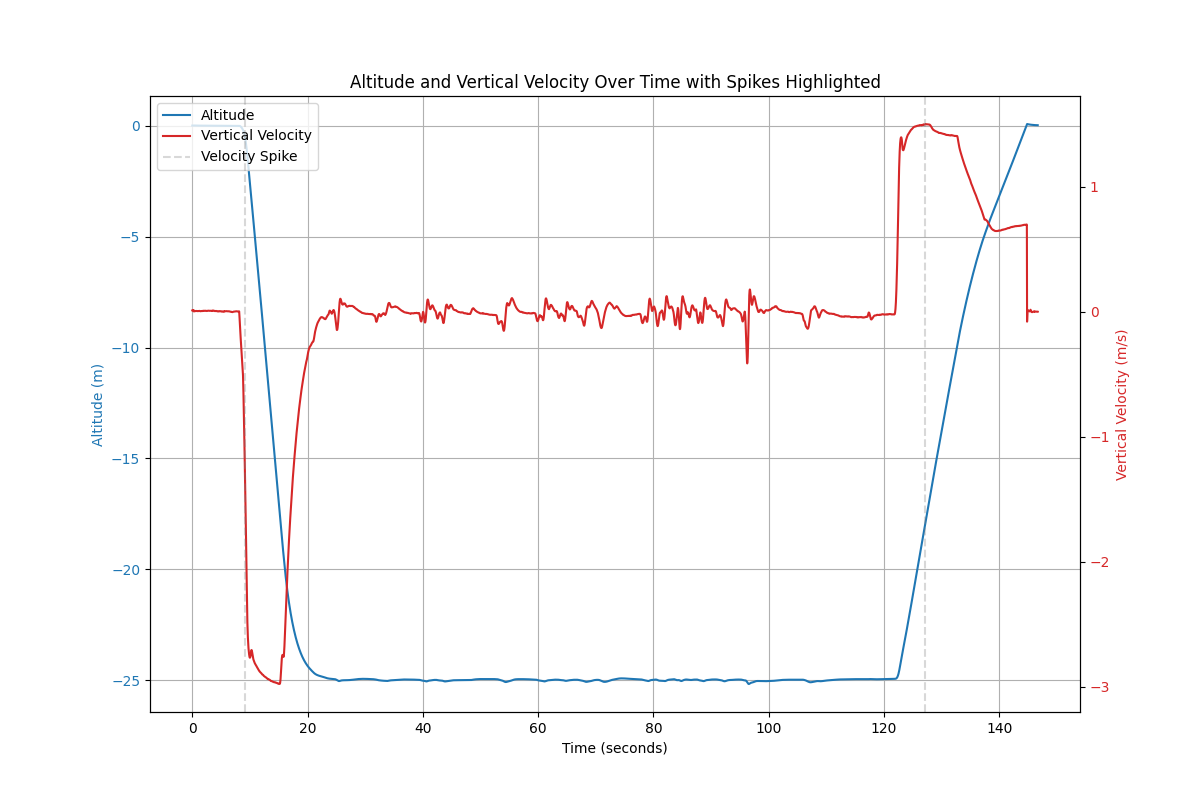 Altitude and Vertical Velocity Over Time with Spikes Highlighted
Altitude
Vertical Velocity
Velocity Spike
0
−5
−10
−15
−20
−25
Altitude (m)
1
0
−1
−2
−3
Vertical Velocity (m/s)
0
20
40
60
80
100
120
140
Time (seconds)